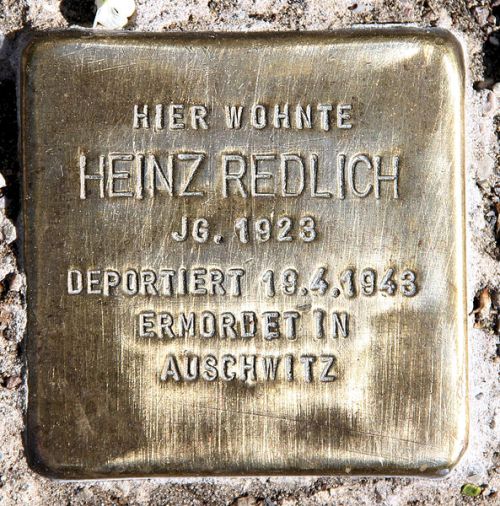 HIER WOHNTE
HEINZ REDLICH
JG. 1923
DEPORTIERT 19.4.1943
ERMORDET IN
AUSCHWITZ